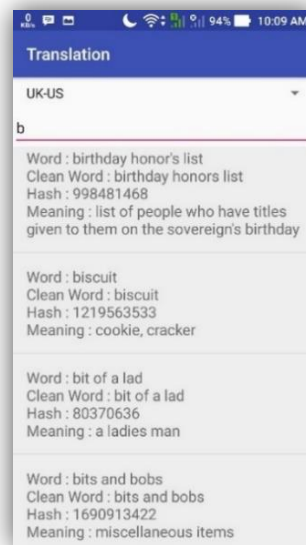 0
KB/s
94% 10:09 AM
Translation
UK-US
b
Word : birthday honor's list
Clean Word : birthday honors list
Hash : 998481468
Meaning : list of people who have titles
given to them on the sovereign's birthday
Word : biscuit
Clean Word : biscuit
Hash : 1219563533
Meaning : cookie, cracker
Word : bit of a lad
Clean Word : bit of a lad
Hash : 80370636
Meaning : a ladies man
Word : bits and bobs
Clean Word : bits and bobs
Hash : 1690913422
Meaning : miscellaneous items